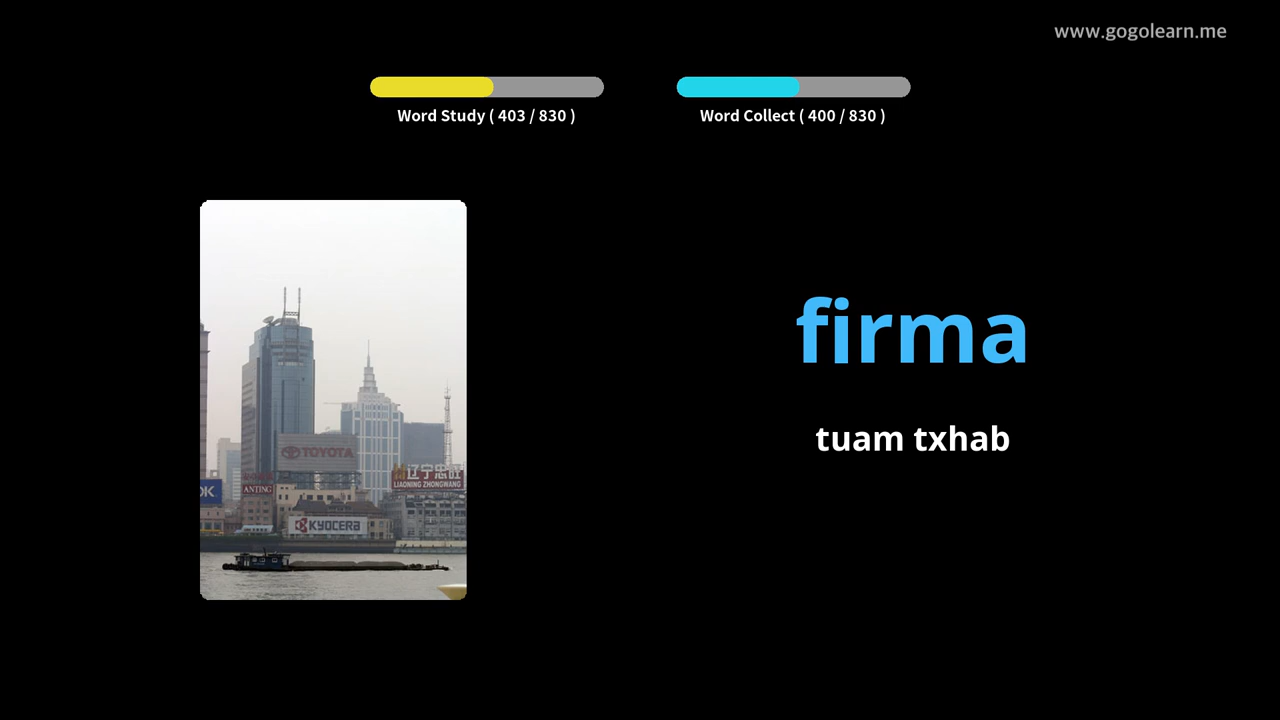 www.gogolearn.me
Word Study ( 403 / 830 )
Word Collect ( 400 / 830 )
firma
tuam txhab
TOYOTA
辽宁忠旺
LIAONING ZHONGWANG
OK
ANTING
KYOCERA